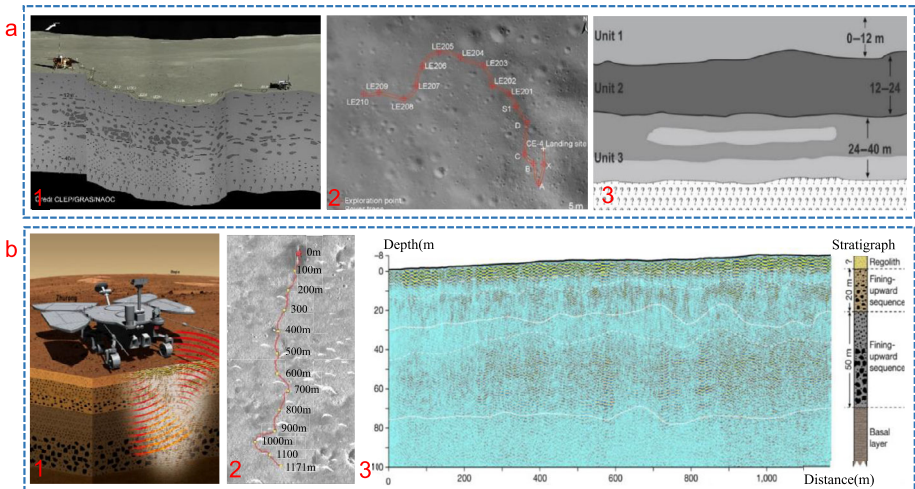 a
1
Credit CLEP/GRAS/NAOC
LE205
LE204
LE206
LE203
LE207
LE202
LE209
LE201
LE210
LE208
S1
D
CE-4 Landing site
C
B
X
A
2
Exploration point
5 m
3
Unit 1
0–12 m
Unit 2
12–24
Unit 3
24–40 m
b
1
Zhurong
2
0m
100m
200m
300
400m
500m
600m
700m
800m
900m
1000m
1100
1171m
3
Depth(m
-8
0
20
40
60
80
110
0
200
400
600
800
1,000
Distance(m)
Stratigraph
?
Regolith
20 m
Fining-
upward
sequence
50 m
Fining-
upward
sequence
Basal
layer